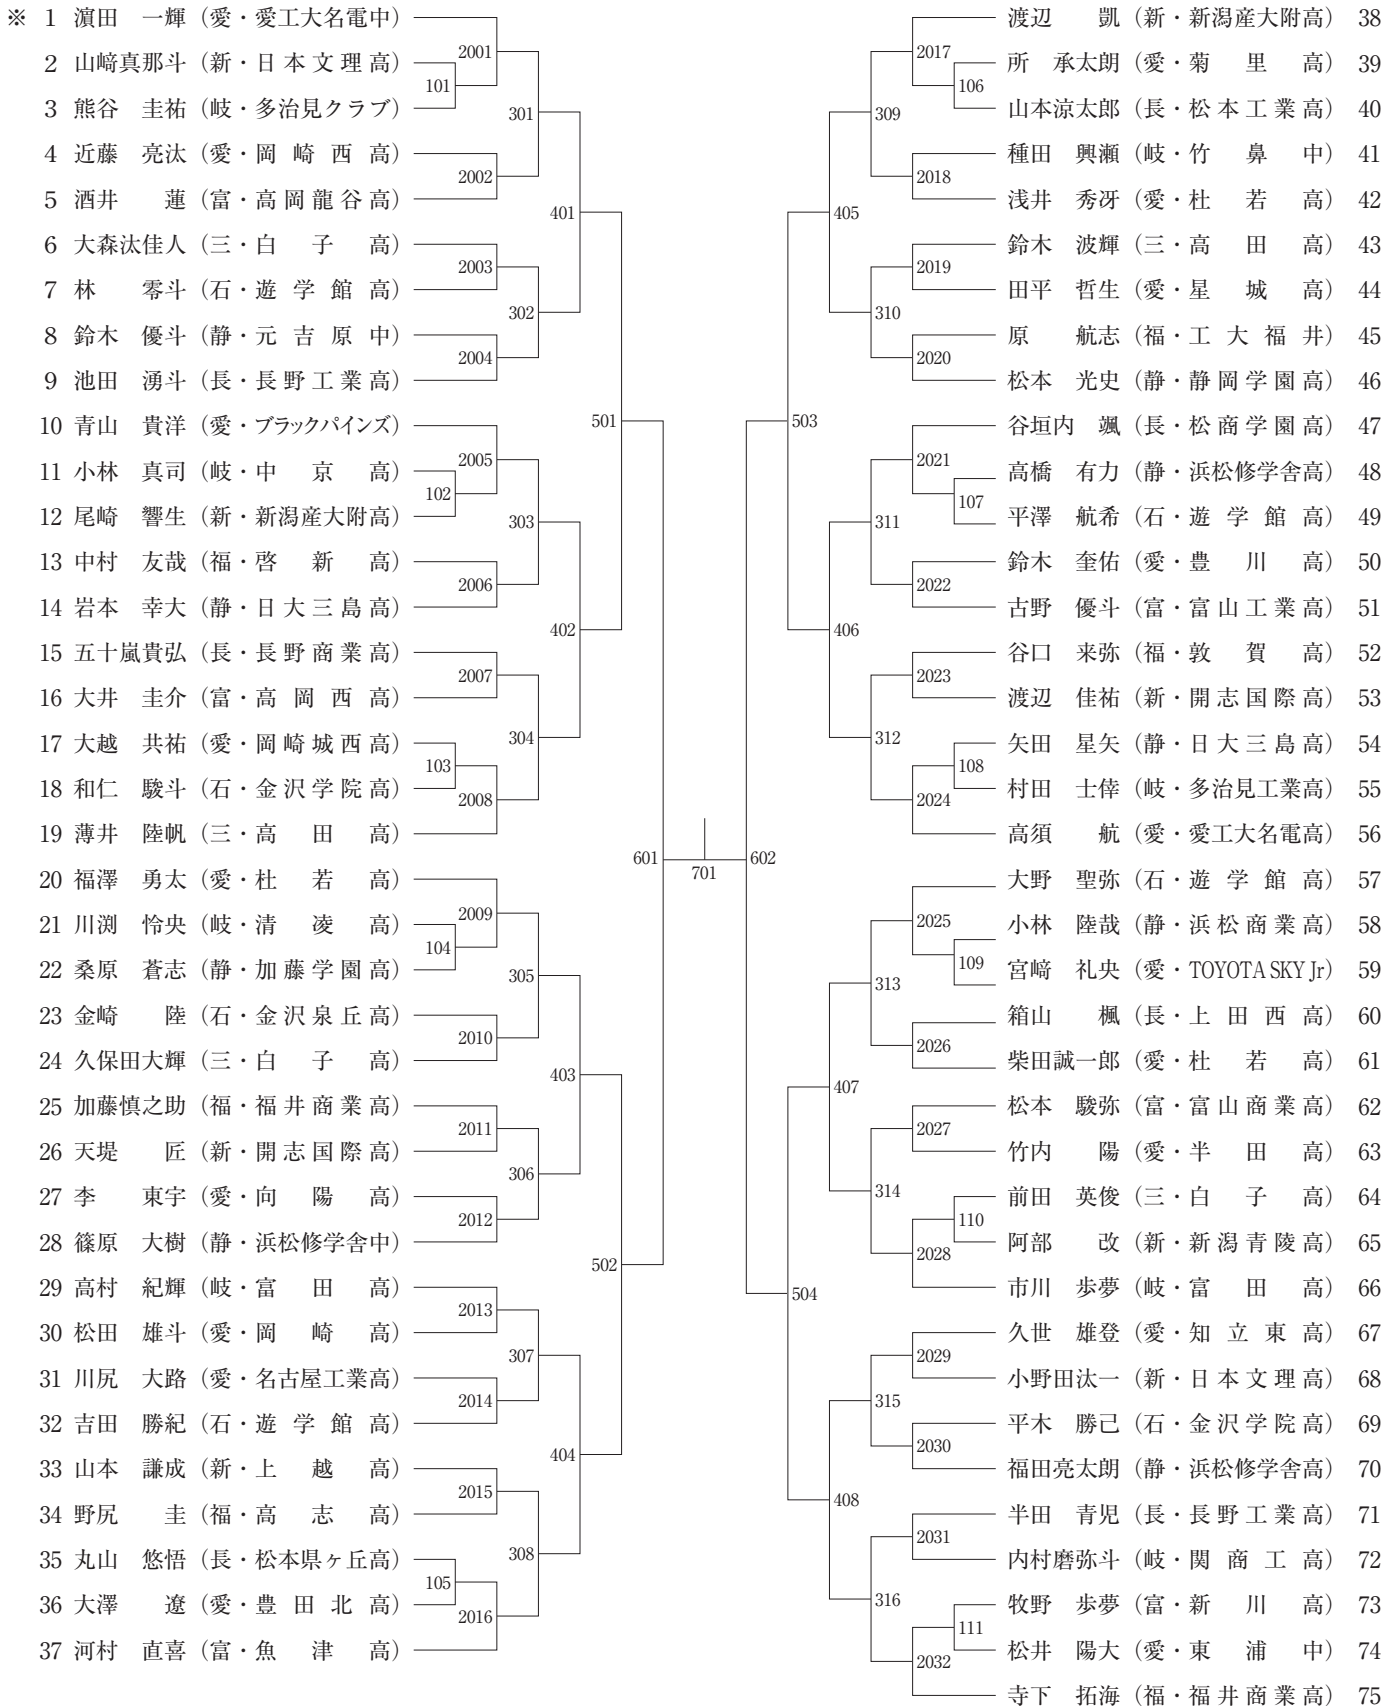 ※ 1 濵田　一輝（愛・愛工大名電中）
2 山﨑真那斗（新・日本文理高）
3 熊谷　圭祐（岐・多治見クラブ）
4 近藤　亮汰（愛・岡崎西高）
5 酒井　　蓮（富・高岡龍谷高）
6 大森汰佳人（三・白子高）
7 林　　零斗（石・遊学館高）
8 鈴木　優斗（静・元吉原中）
9 池田　湧斗（長・長野工業高）
10 青山　貴洋（愛・ブラックパインズ）
11 小林　真司（岐・中京高）
12 尾崎　響生（新・新潟産大附高）
13 中村　友哉（福・啓新高）
14 岩本　幸大（静・日大三島高）
15 五十嵐貴弘（長・長野商業高）
16 大井　圭介（富・高岡西高）
17 大越　共祐（愛・岡崎城西高）
18 和仁　駿斗（石・金沢学院高）
19 薄井　陸帆（三・高田高）
20 福澤　勇太（愛・杜若高）
21 川渕　怜央（岐・清凌高）
22 桑原　蒼志（静・加藤学園高）
23 金崎　　陸（石・金沢泉丘高）
24 久保田大輝（三・白子高）
25 加藤慎之助（福・福井商業高）
26 天堤　　匠（新・開志国際高）
27 李　　東宇（愛・向陽高）
28 篠原　大樹（静・浜松修学舎中）
29 高村　紀輝（岐・富田高）
30 松田　雄斗（愛・岡崎高）
31 川尻　大路（愛・名古屋工業高）
32 吉田　勝紀（石・遊学館高）
33 山本　謙成（新・上越高）
34 野尻　　圭（福・高志高）
35 丸山　悠悟（長・松本県ヶ丘高）
36 大澤　　遼（愛・豊田北高）
37 河村　直喜（富・魚津高）
101
102
103
104
105
2001
2002
2003
2004
2005
2006
2007
2008
2009
2010
2011
2012
2013
2014
2015
2016
301
302
303
304
305
306
307
308
401
402
403
404
501
502
601
701
602
503
504
405
406
407
408
309
310
311
312
313
314
315
316
2017
2018
2019
2020
2021
2022
2023
2024
2025
2026
2027
2028
2029
2030
2031
2032
106
107
108
109
110
111
渡辺　　凱（新・新潟産大附高） 38
所　承太朗（愛・菊里高） 39
山本涼太郎（長・松本工業高） 40
種田　興瀬（岐・竹鼻中） 41
浅井　秀冴（愛・杜若高） 42
鈴木　波輝（三・高田高） 43
田平　哲生（愛・星城高） 44
原　　航志（福・工大福井） 45
松本　光史（静・静岡学園高） 46
谷垣内　颯（長・松商学園高） 47
高橋　有力（静・浜松修学舎高） 48
平澤　航希（石・遊学館高） 49
鈴木　奎佑（愛・豊川高） 50
古野　優斗（富・富山工業高） 51
谷口　来弥（福・敦賀高） 52
渡辺　佳祐（新・開志国際高） 53
矢田　星矢（静・日大三島高） 54
村田　士倖（岐・多治見工業高） 55
高須　　航（愛・愛工大名電高） 56
大野　聖弥（石・遊学館高） 57
小林　陸哉（静・浜松商業高） 58
宮﨑　礼央（愛・TOYOTA SKY Jr） 59
箱山　　楓（長・上田西高） 60
柴田誠一郎（愛・杜若高） 61
松本　駿弥（富・富山商業高） 62
竹内　　陽（愛・半田高） 63
前田　英俊（三・白子高） 64
阿部　　改（新・新潟青陵高） 65
市川　歩夢（岐・富田高） 66
久世　雄登（愛・知立東高） 67
小野田汰一（新・日本文理高） 68
平木　勝己（石・金沢学院高） 69
福田亮太朗（静・浜松修学舎高） 70
半田　青児（長・長野工業高） 71
内村磨弥斗（岐・関商工高） 72
牧野　歩夢（富・新川高） 73
松井　陽大（愛・東浦中） 74
寺下　拓海（福・福井商業高） 75